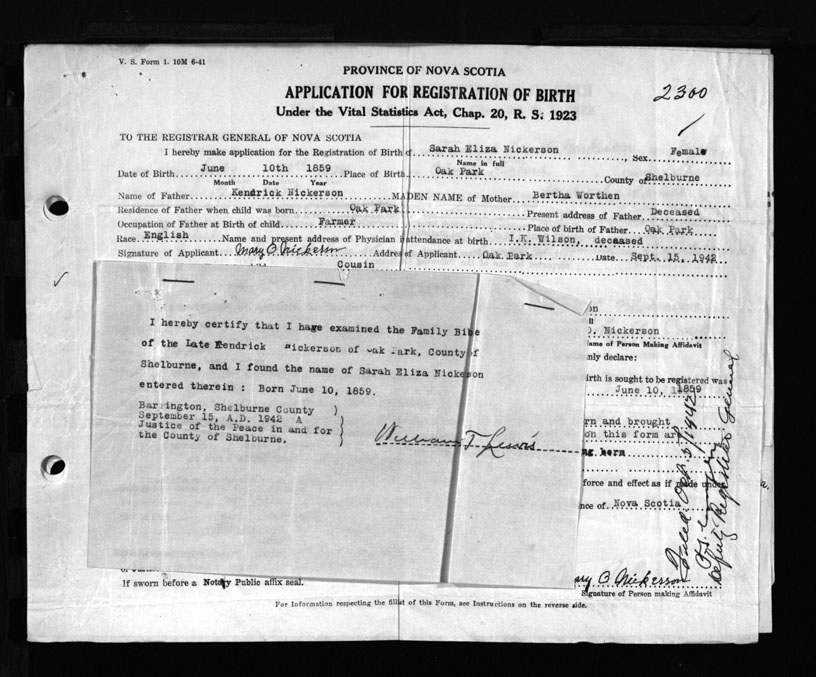 V. S. Form 1. 10M 6-41
PROVINCE OF NOVA SCOTIA
APPLICATION FOR REGISTRATION OF BIRTH
2300
Under the Vital Statistics Act, Chap. 20, R. S. 1923
TO THE REGISTRAR GENERAL OF NOVA SCOTIA
I hereby make application for the Registration of Birth of Sarah Eliza Nickerson, Sex Female
Name in full
Date of Birth June 10th 1859 Place of Birth Oak Park County of Shelburne
Month Date Year
Name of Father Kendrick Nickerson MADEN NAME of Mother Bertha Worthen
Residence of Father when child was born Oak Park Present address of Father Deceased
Occupation of Father at Birth of child Farmer Place of birth of Father Oak Park
Race English Name and present address of Physician in attendance at birth I.K. Wilson, deceased
Signature of Applicant Mary O. Nickerson Address of Applicant Oak Park Date Sept. 15, 1942
Cousin
I hereby certify that I have examined the Family Bible
of the Late Kendrick Nickerson of Oak Park, County of
Shelburne, and I found the name of Sarah Eliza Nickerson
entered therein : Born June 10, 1859.
Barrington, Shelburne County )
September 15, A.D. 1942 A
Justice of the Peace in and for
the County of Shelburne.
William T. Lewis
O. Nickerson
Name of Person Making Affidavit
nly declare:
birth is sought to be registered was
June 10, 1859
rn and brought
on this form are
ng born
force and effect as if made under
nce of Nova Scotia
Mary O Nickerson
Signature of Person making Affidavit
Deputy Registrar General
If sworn before a Notary Public affix seal.
For Information respecting the filling of this Form, see Instructions on the reverse side.